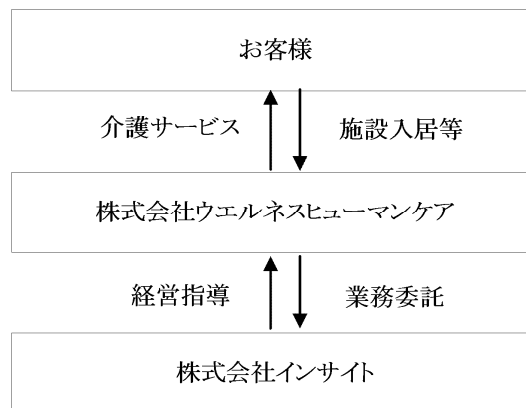 お客様
介護サービス
施設入居等
株式会社ウエルネスヒューマンケア
経営指導
業務委託
株式会社インサイト